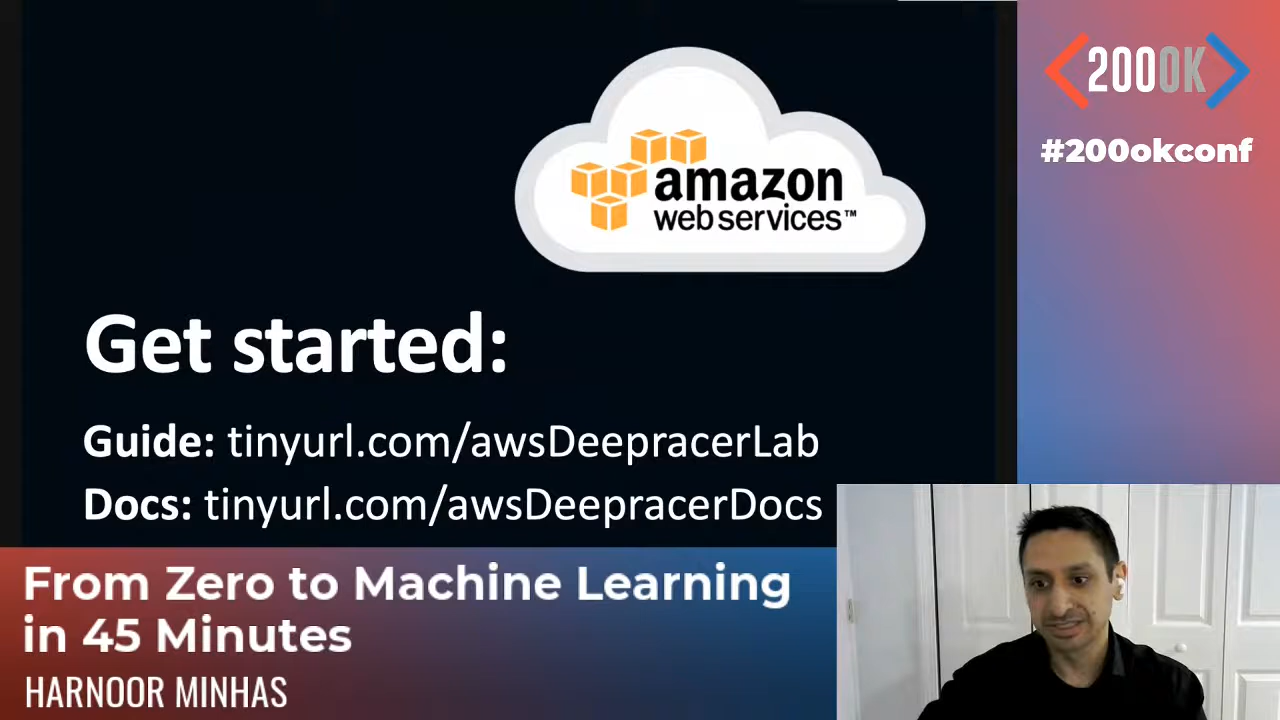 amazon
web services™
200OK
#200okconf
Get started:
Guide: tinyurl.com/awsDeepracerLab
Docs: tinyurl.com/awsDeepracerDocs
From Zero to Machine Learning
in 45 Minutes
HARNOOR MINHAS